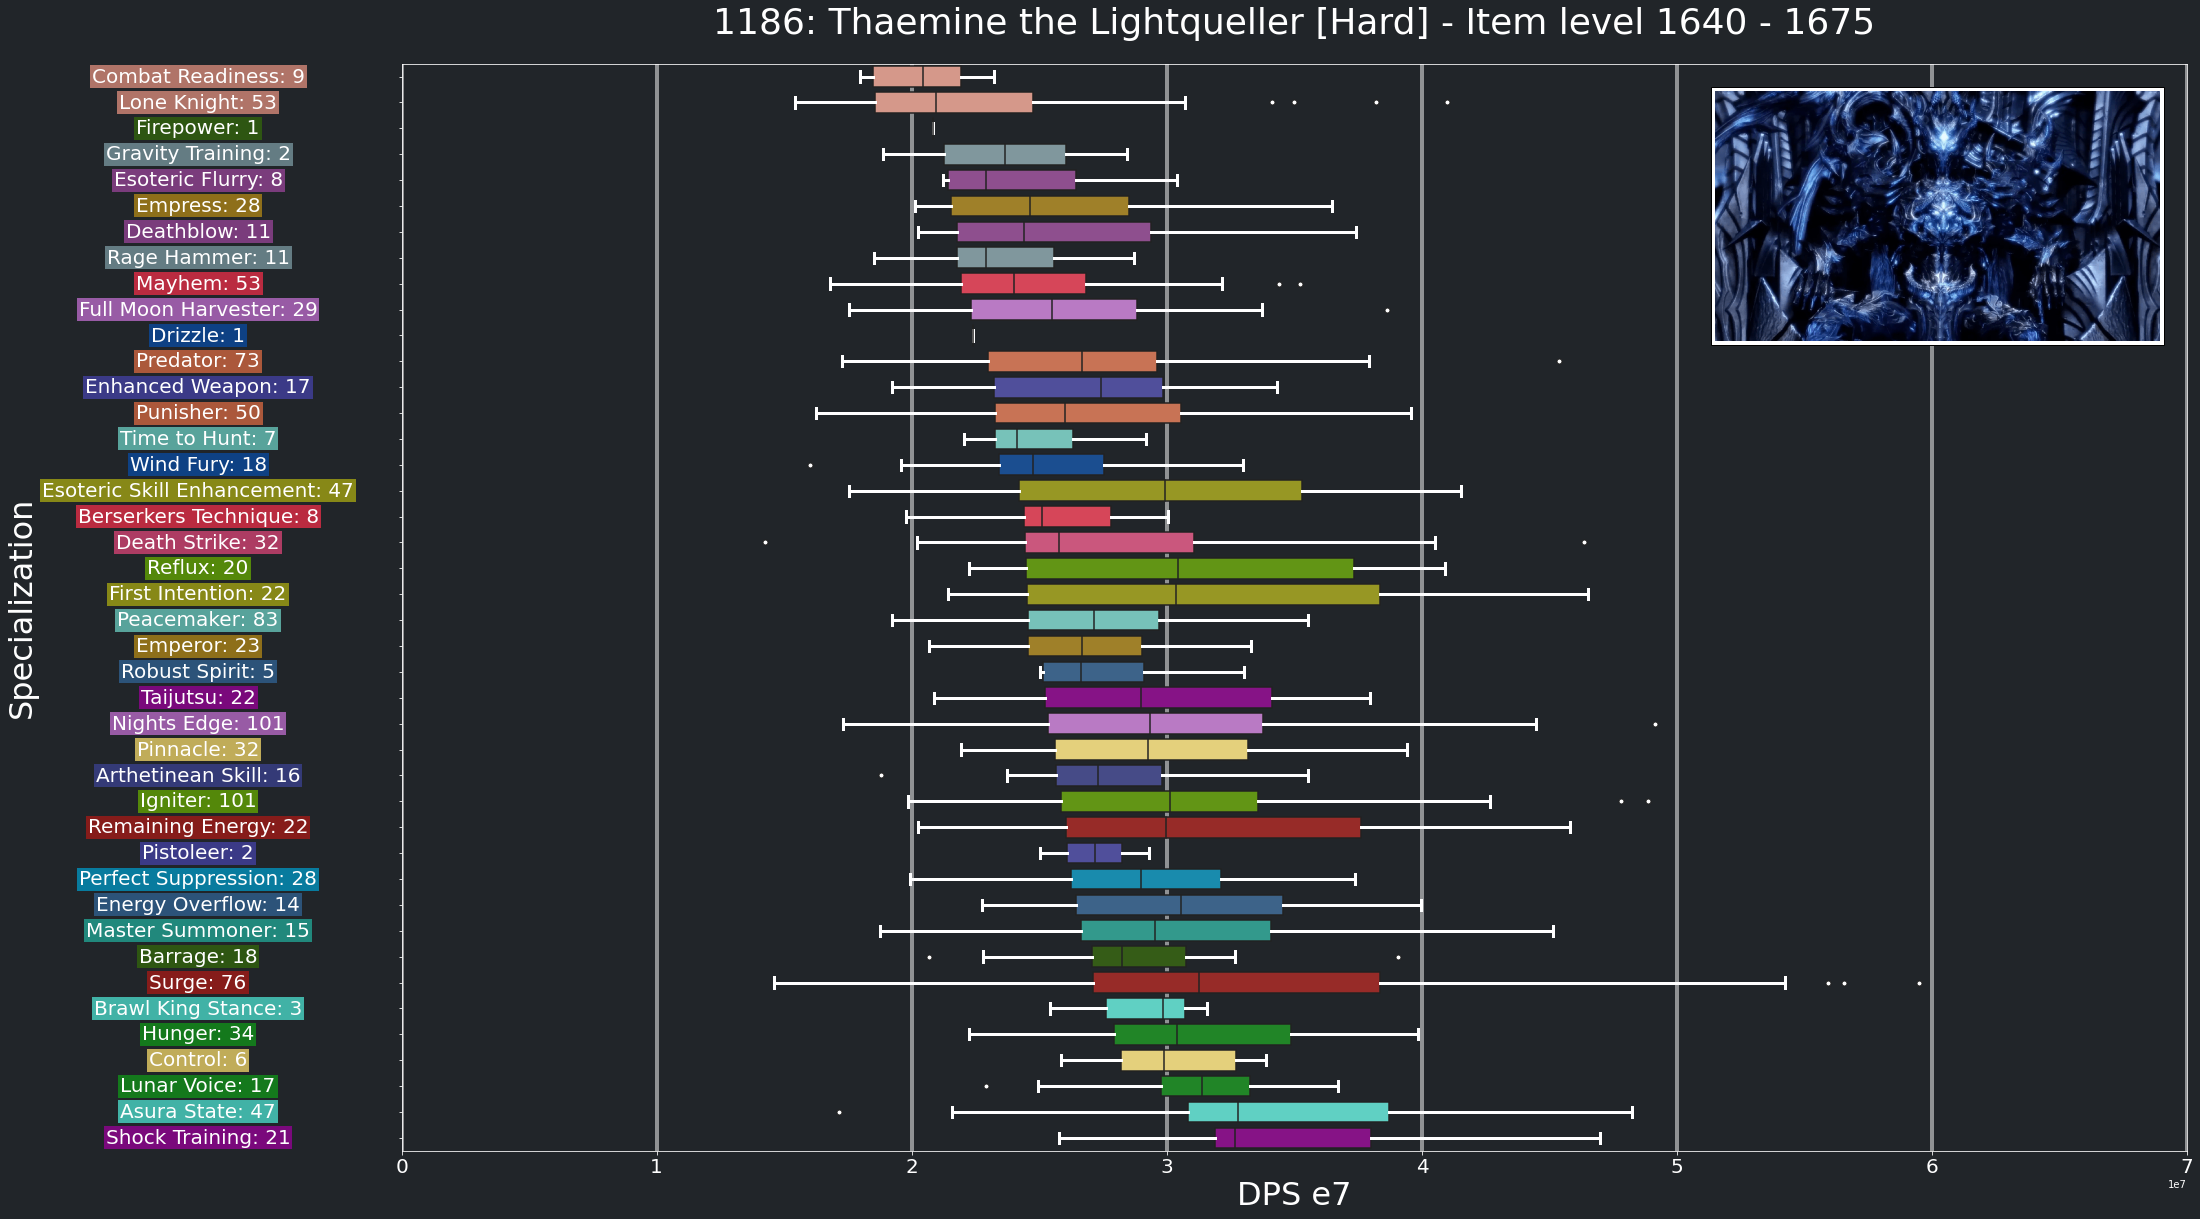 1186: Thaemine the Lightqueller [Hard] - Item level 1640 - 1675
Specialization
Combat Readiness: 9
Lone Knight: 53
Firepower: 1
Gravity Training: 2
Esoteric Flurry: 8
Empress: 28
Deathblow: 11
Rage Hammer: 11
Mayhem: 53
Full Moon Harvester: 29
Drizzle: 1
Predator: 73
Enhanced Weapon: 17
Punisher: 50
Time to Hunt: 7
Wind Fury: 18
Esoteric Skill Enhancement: 47
Berserkers Technique: 8
Death Strike: 32
Reflux: 20
First Intention: 22
Peacemaker: 83
Emperor: 23
Robust Spirit: 5
Taijutsu: 22
Nights Edge: 101
Pinnacle: 32
Arthetinean Skill: 16
Igniter: 101
Remaining Energy: 22
Pistoleer: 2
Perfect Suppression: 28
Energy Overflow: 14
Master Summoner: 15
Barrage: 18
Surge: 76
Brawl King Stance: 3
Hunger: 34
Control: 6
Lunar Voice: 17
Asura State: 47
Shock Training: 21
0 1 2 3 4 5 6 7
DPS e7
1e7